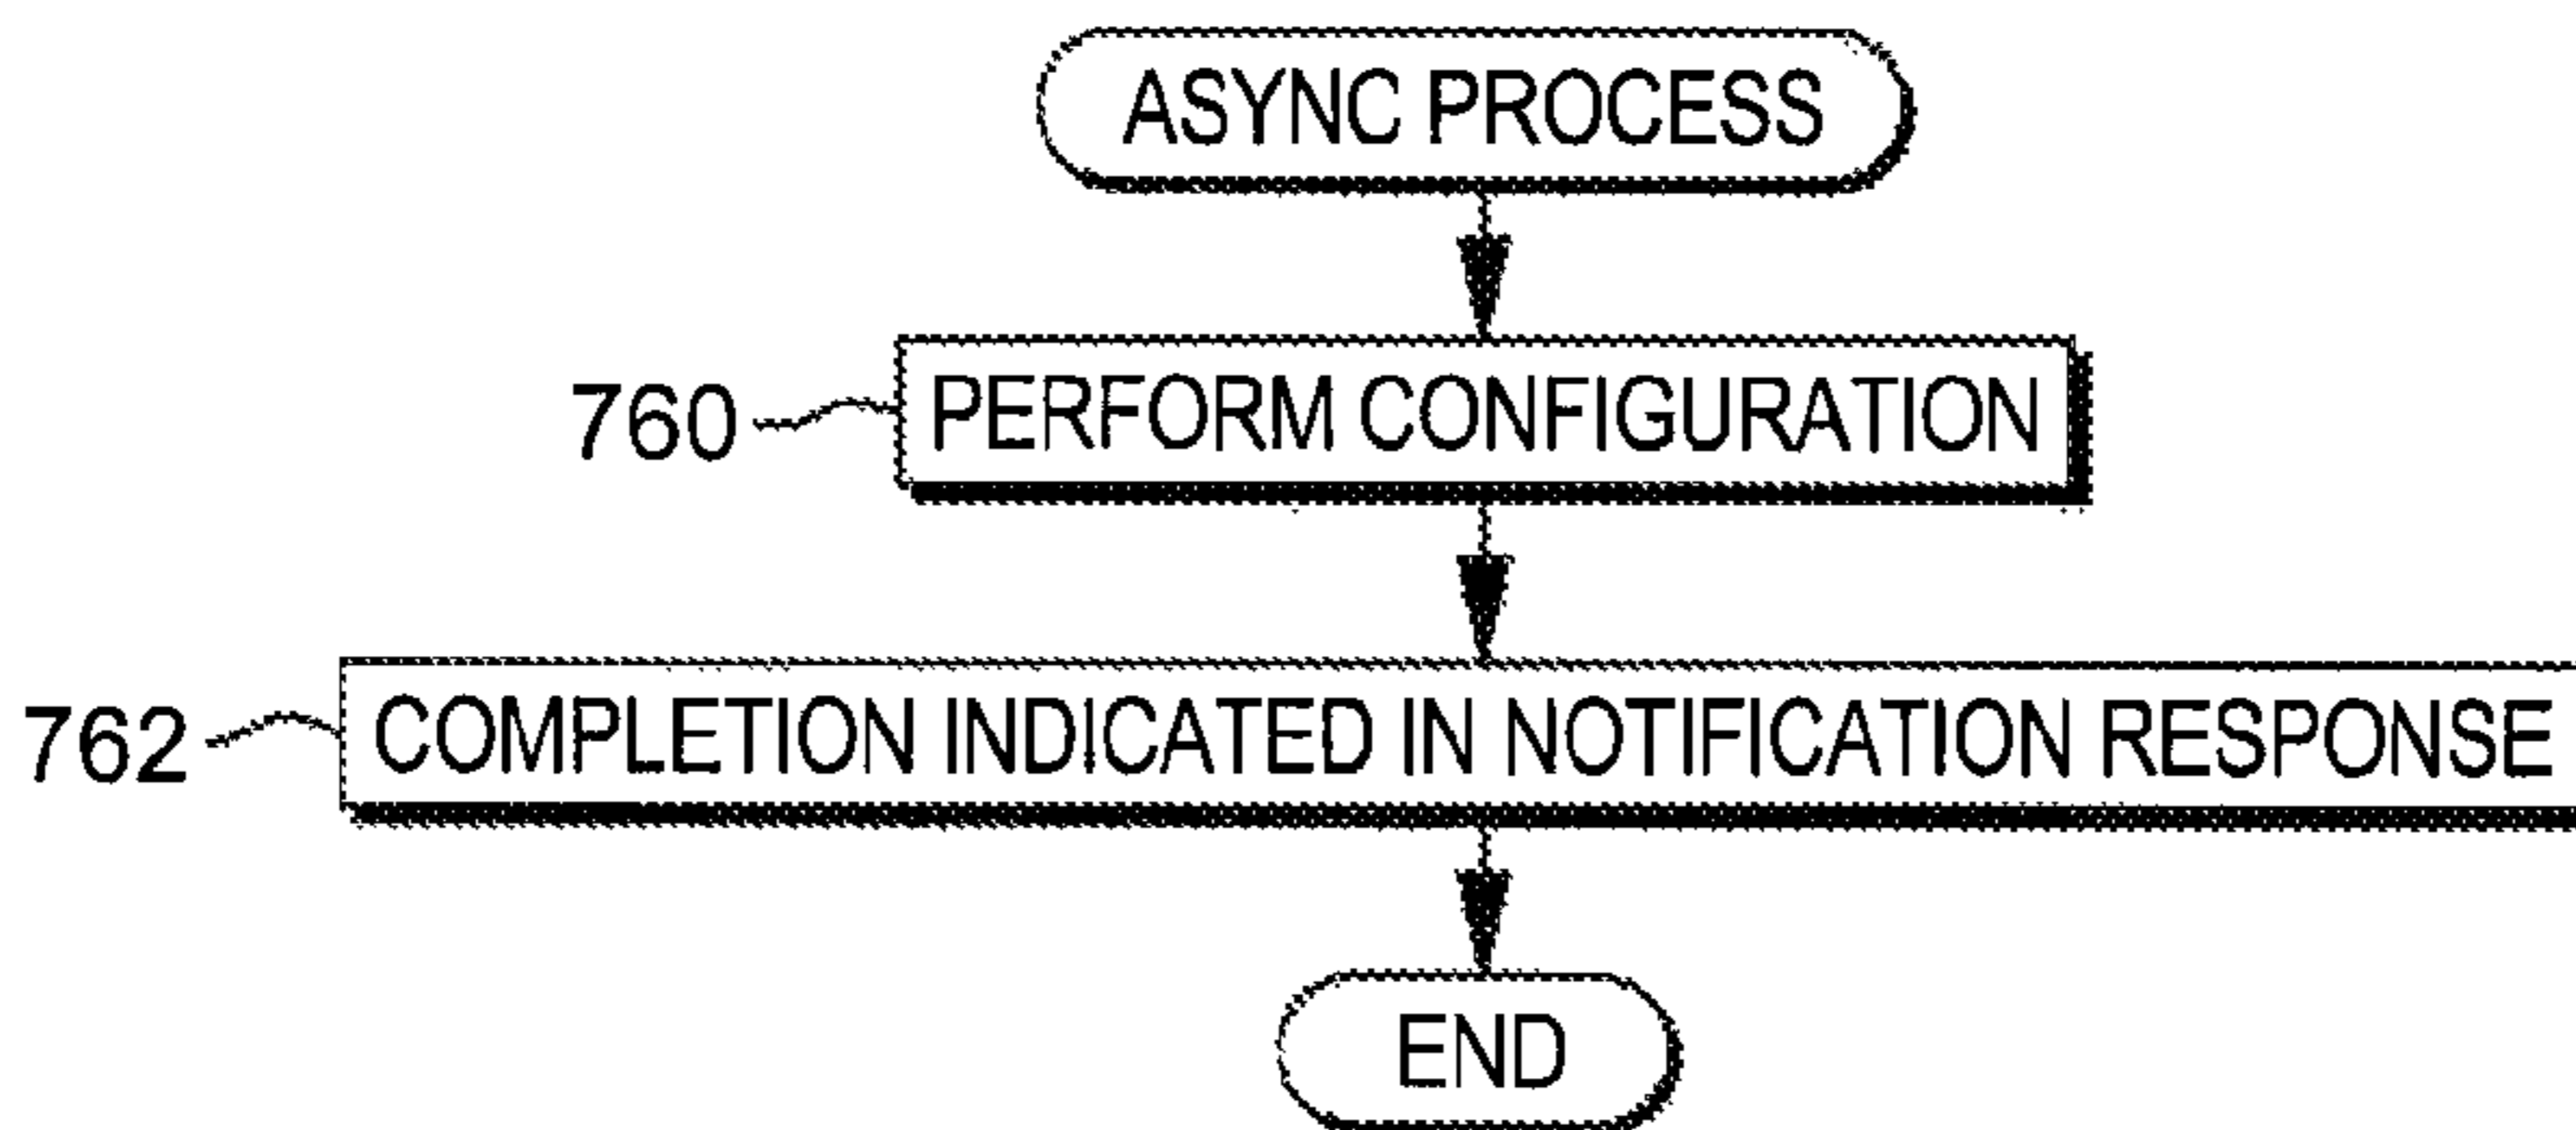 ASYNC PROCESS
760 PERFORM CONFIGURATION
762 COMPLETION INDICATED IN NOTIFICATION RESPONSE
END